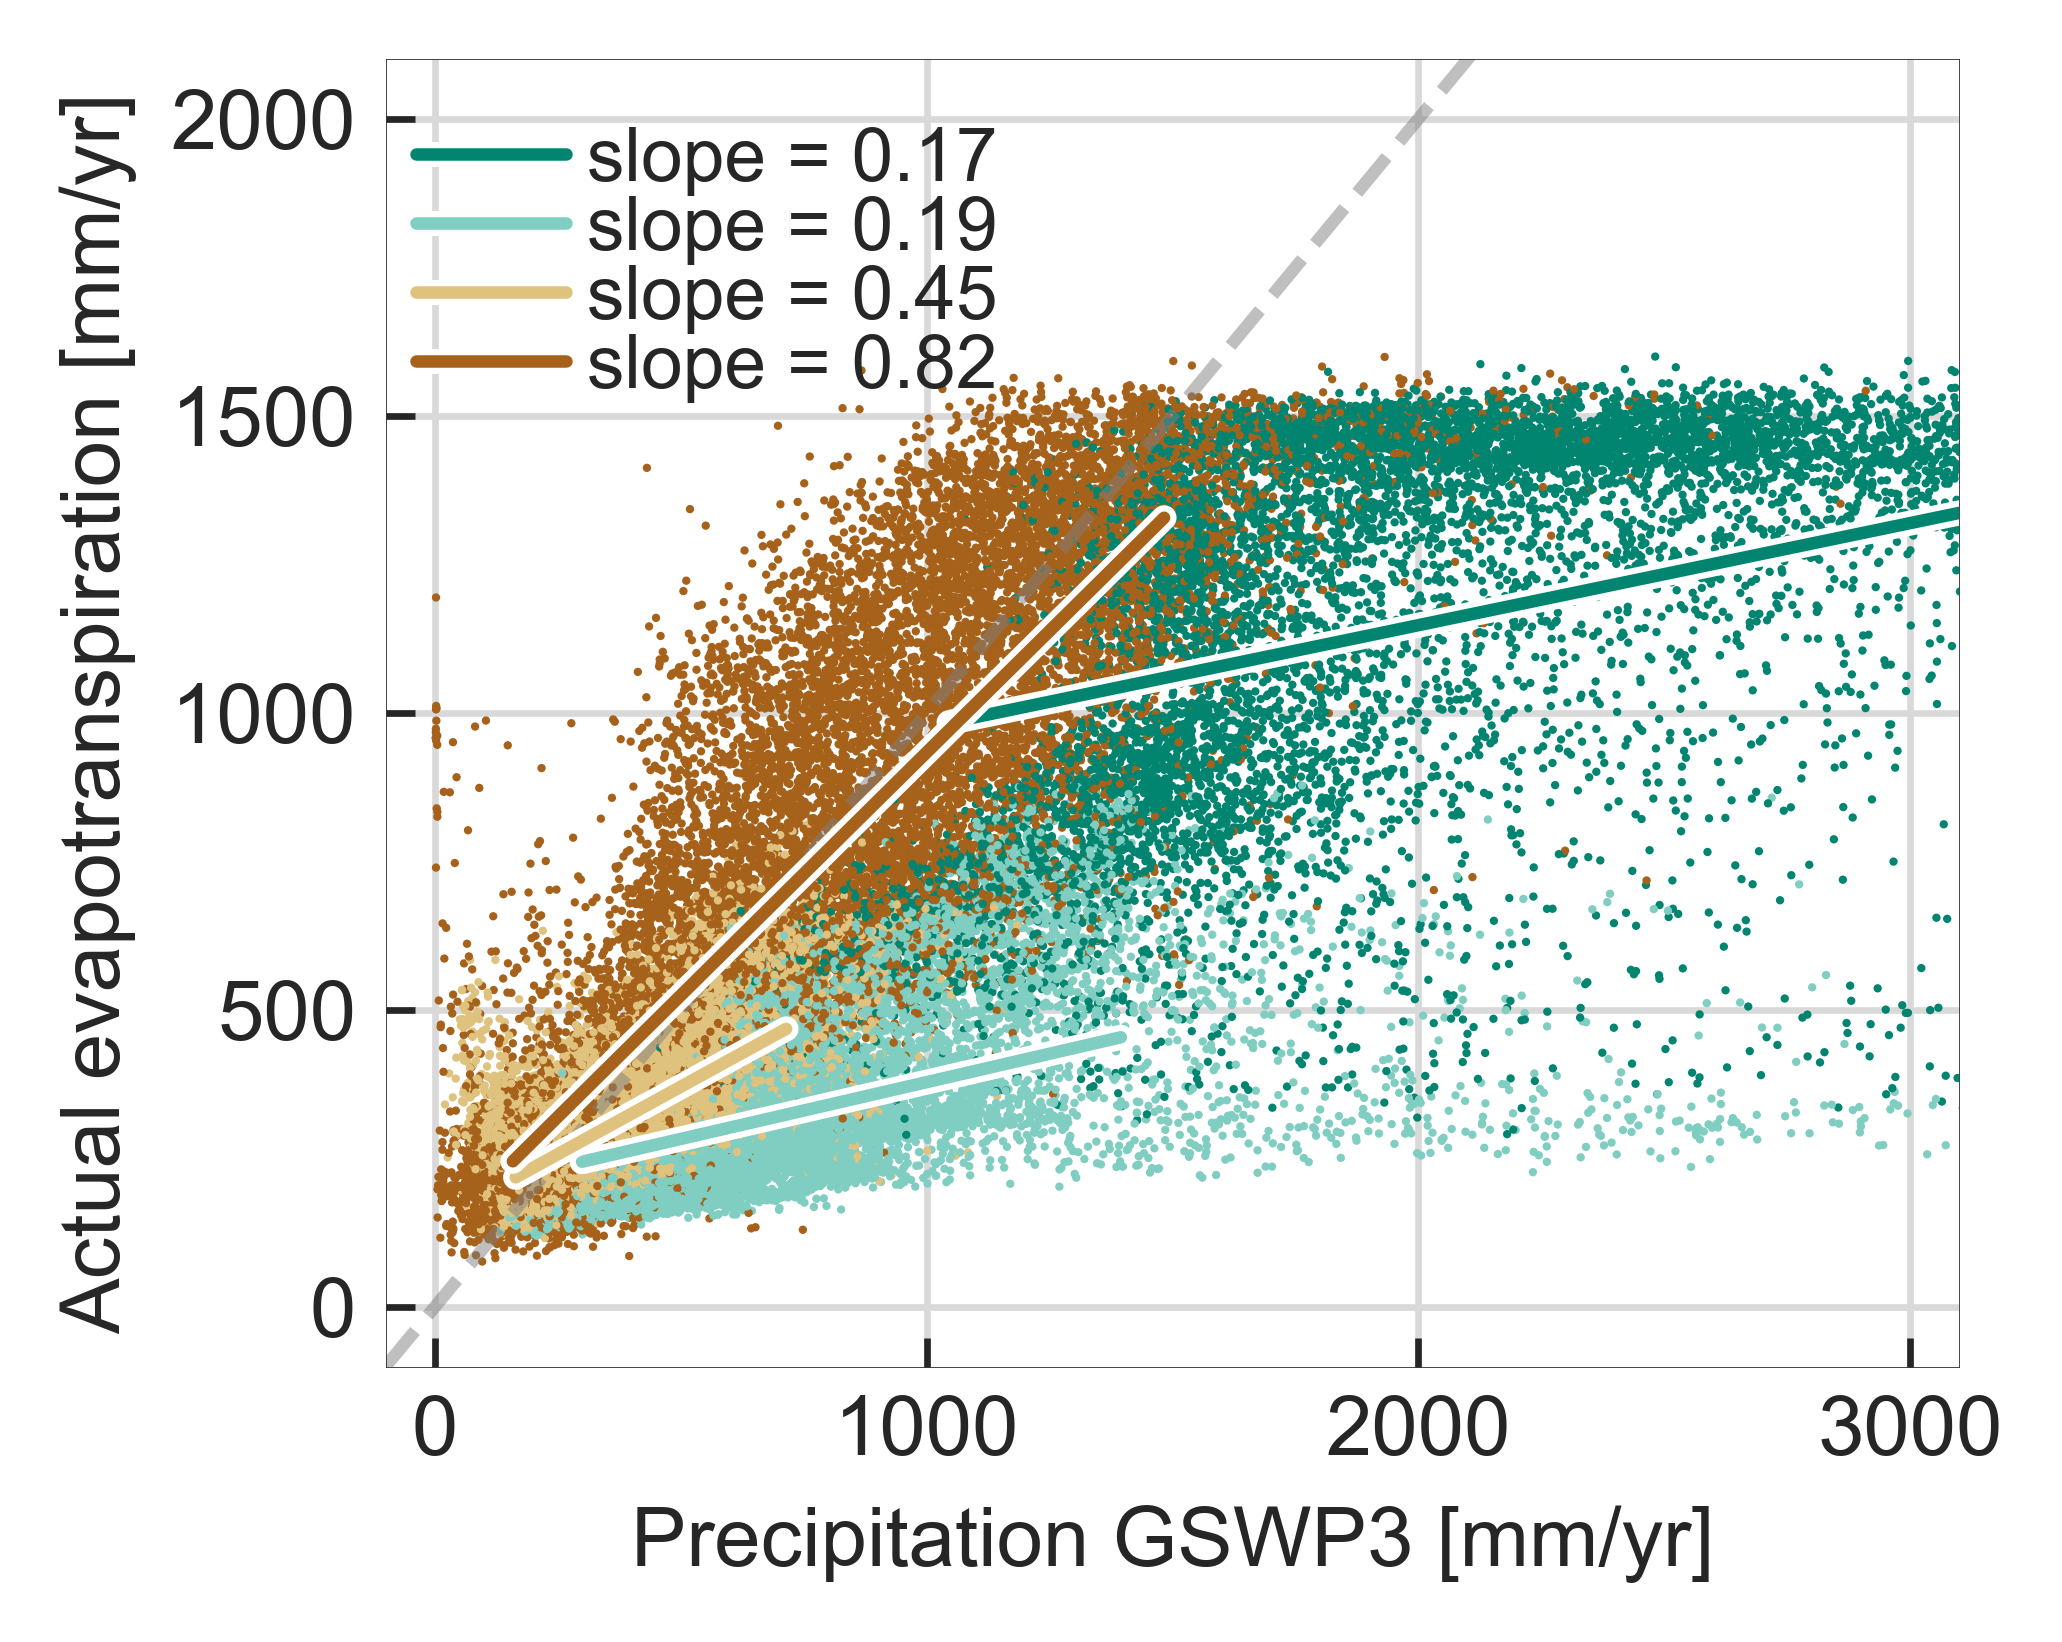 Actual evapotranspiration [mm/yr]
2000
1500
1000
500
0
slope = 0.17
slope = 0.19
slope = 0.45
slope = 0.82
0 1000 2000 3000
Precipitation GSWP3 [mm/yr]